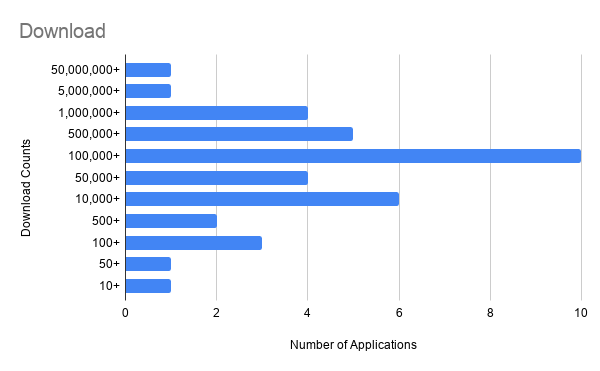 Download
Download Counts
50,000,000+
5,000,000+
1,000,000+
500,000+
100,000+
50,000+
10,000+
500+
100+
50+
10+
0 2 4 6 8 10
Number of Applications